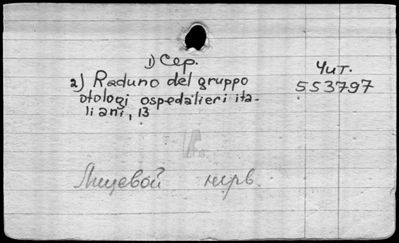 1) Сер.
2) Raduno del gruppo
otologi ospedalieri ita-
liani, 13
Чит.
553797
Лицевой нерв.